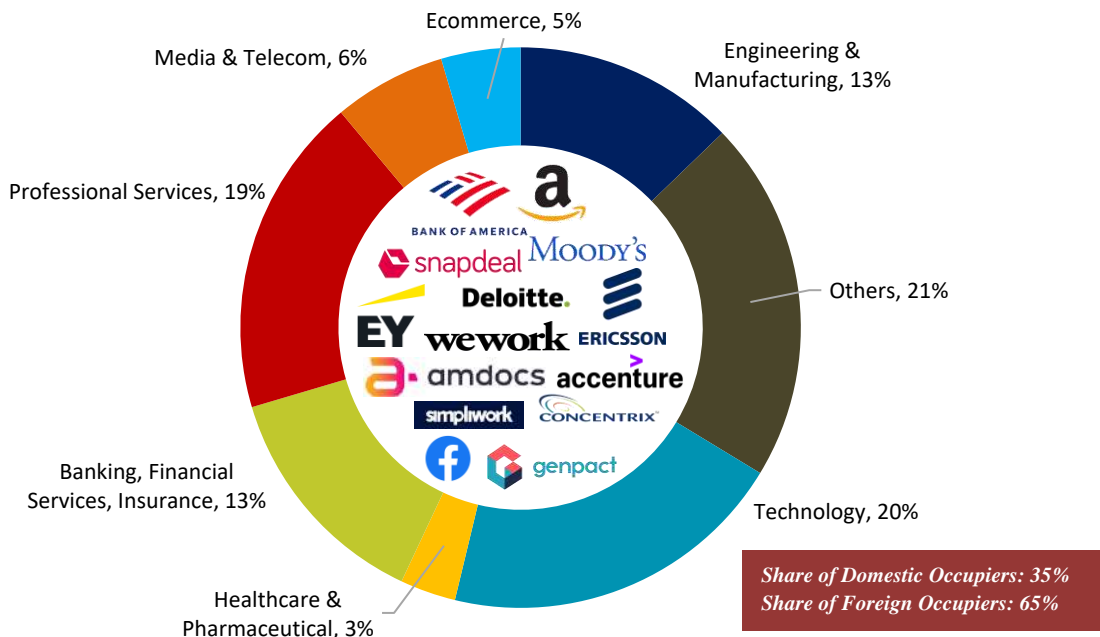 Ecommerce, 5%
Media & Telecom, 6%
Engineering &
Manufacturing, 13%
Professional Services, 19%
Others, 21%
Banking, Financial
Services, Insurance, 13%
Technology, 20%
Healthcare &
Pharmaceutical, 3%
a
BANK OF AMERICA
MOODY'S
snapdeal
Deloitte.
EY
wework
ERICSSON
a
amdocs
>
accenture
simpliwork
CONCENTRIX
f
genpact
Share of Domestic Occupiers: 35%
Share of Foreign Occupiers: 65%